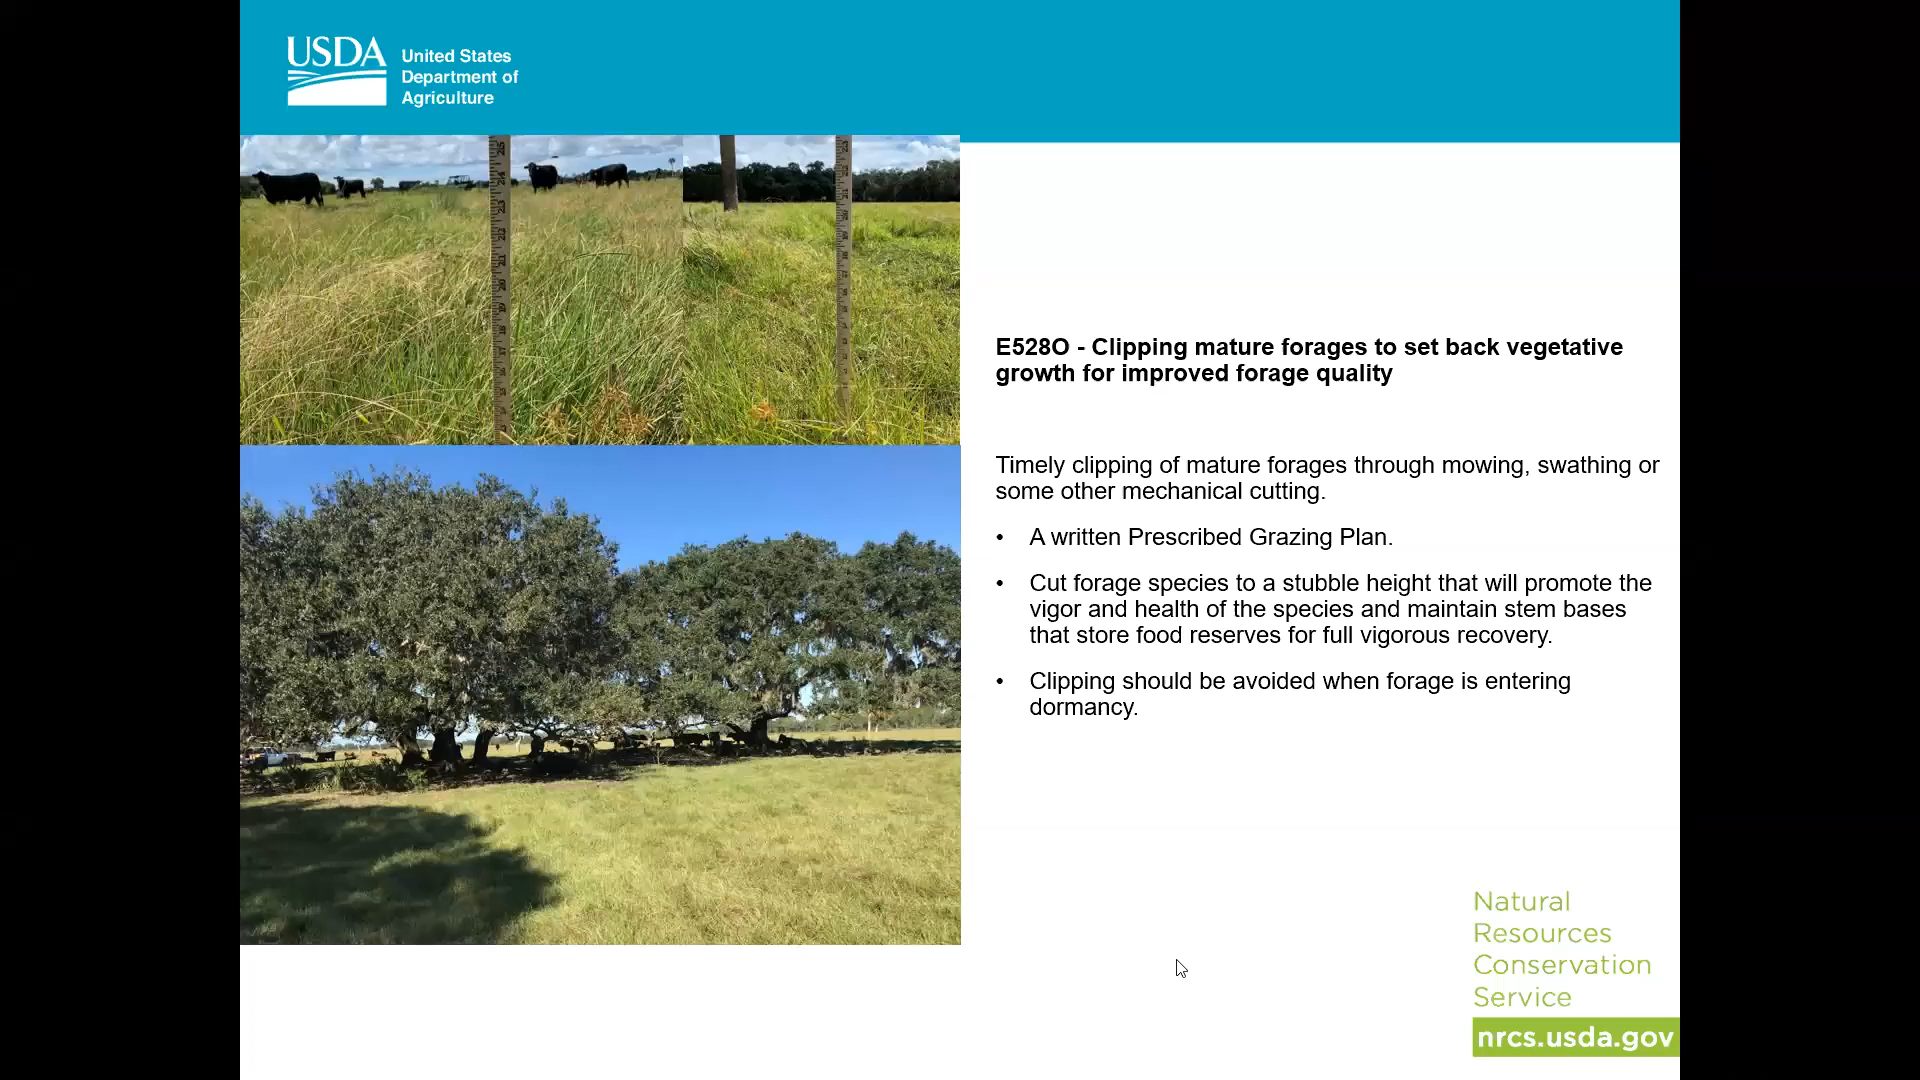 USDA
United States
Department of
Agriculture
E528O - Clipping mature forages to set back vegetative
growth for improved forage quality
Timely clipping of mature forages through mowing, swathing or
some other mechanical cutting.
• A written Prescribed Grazing Plan.
• Cut forage species to a stubble height that will promote the
vigor and health of the species and maintain stem bases
that store food reserves for full vigorous recovery.
• Clipping should be avoided when forage is entering
dormancy.
Natural
Resources
Conservation
Service
nrcs.usda.gov